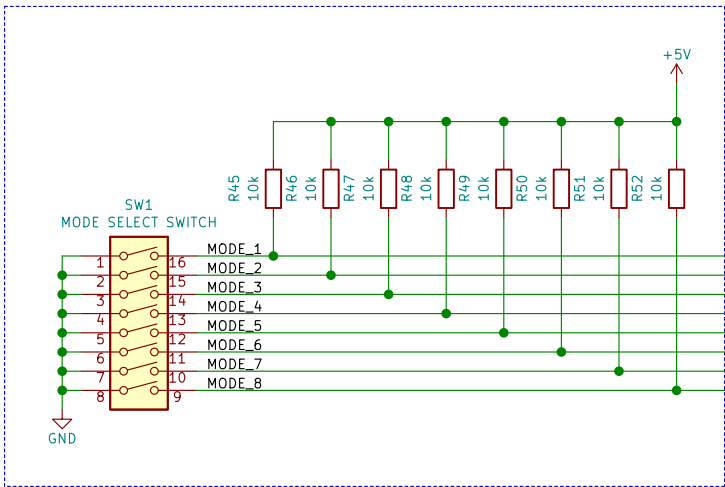 +5V
R45
10k
R46
10k
R47
10k
R48
10k
R49
10k
R50
10k
R51
10k
R52
10k
SW1
MODE SELECT SWITCH
1 16 MODE_1
2 15 MODE_2
3 14 MODE_3
4 13 MODE_4
5 12 MODE_5
6 11 MODE_6
7 10 MODE_7
8 9 MODE_8
GND